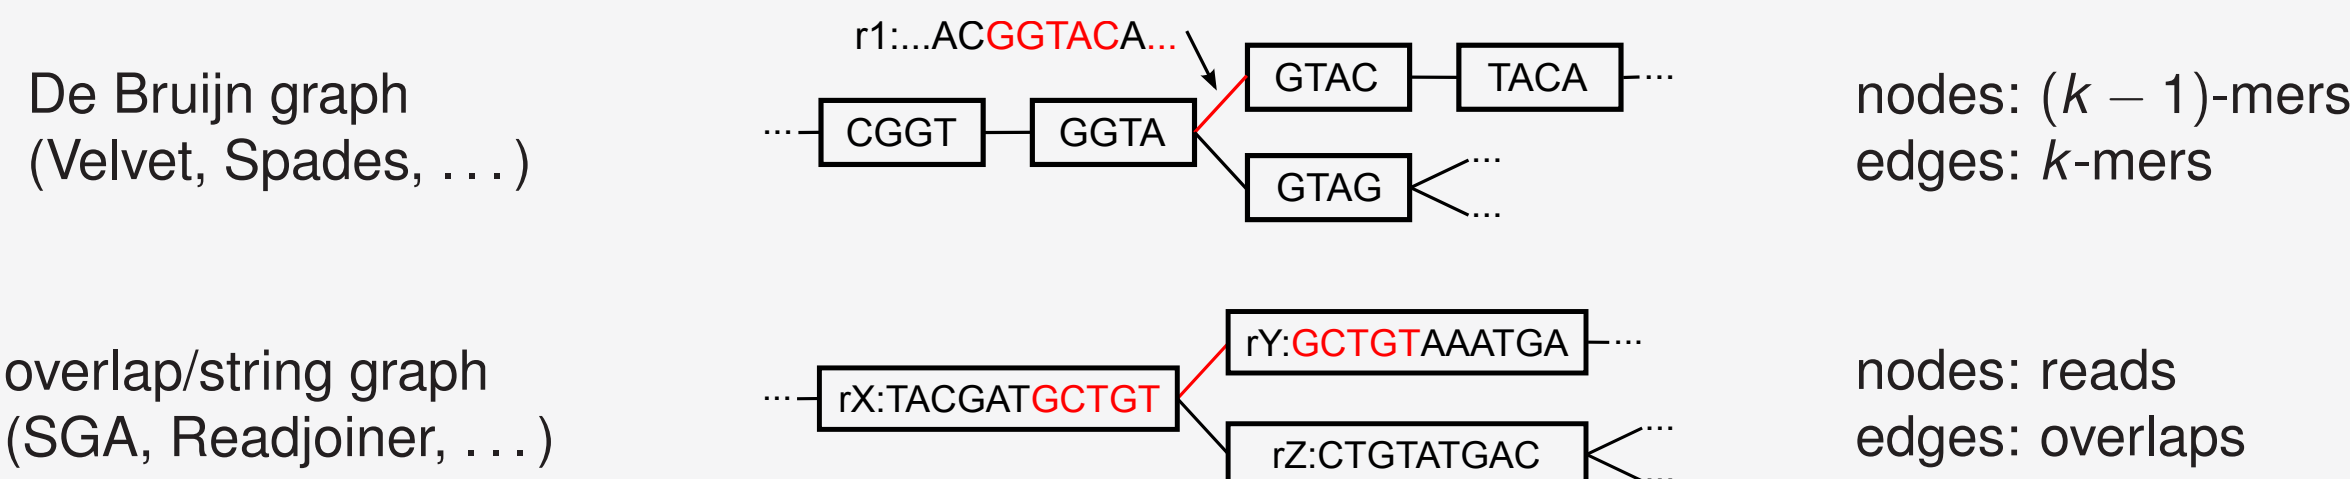 De Bruijn graph
(Velvet, Spades, . . . )
r1:...ACGGTACA...
... CGGT GGTA GTAC TACA ...
GTAG ...
...
nodes: (k − 1)-mers
edges: k-mers
overlap/string graph
(SGA, Readjoiner, . . . )
... rX:TACGATGCTGT
rY:GCTGTAAATGA ...
rZ:CTGTATGAC ...
...
nodes: reads
edges: overlaps